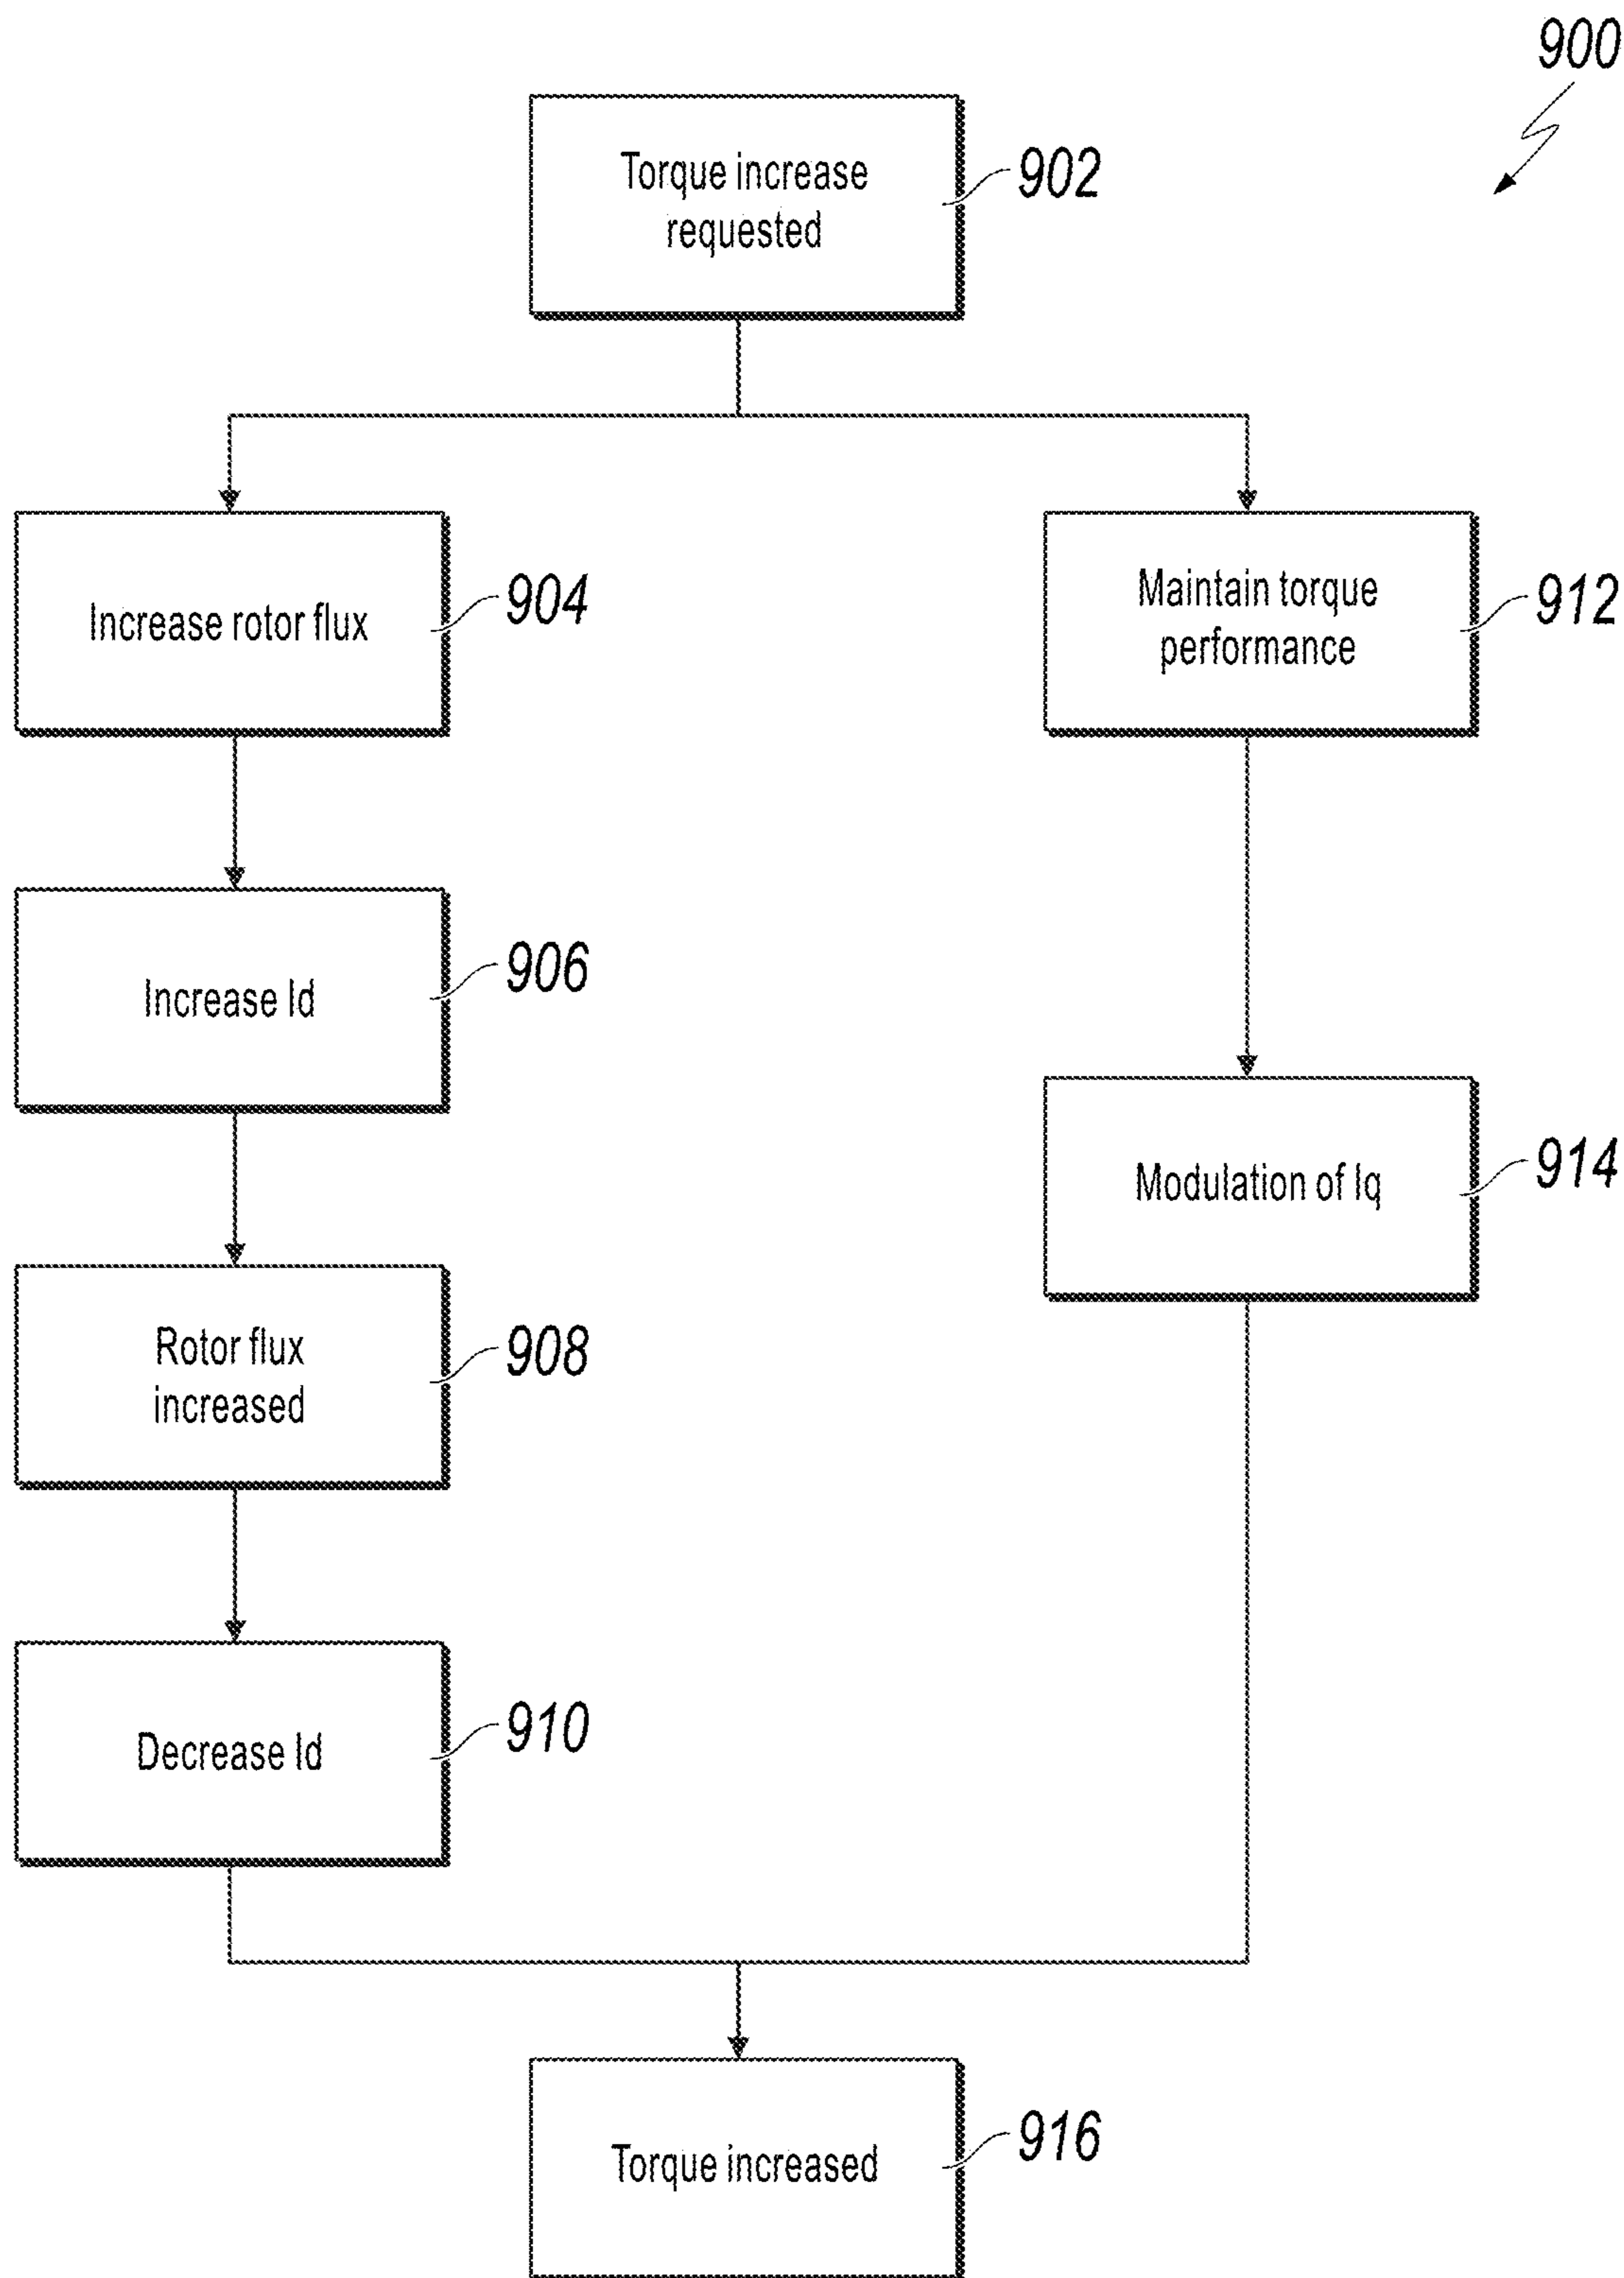 900
Torque increase
requested
902
Increase rotor flux
904
Maintain torque
performance
912
Increase Id
906
Modulation of Iq
914
Rotor flux
increased
908
Decrease Id
910
Torque increased
916